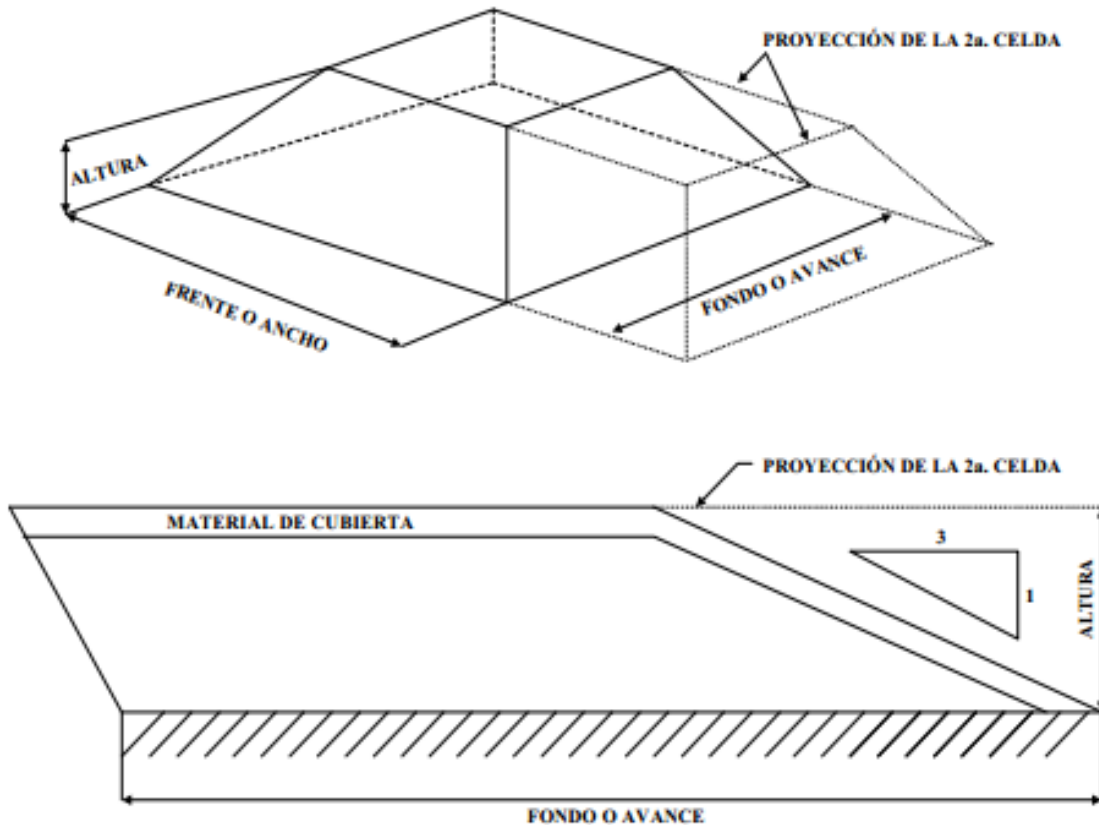 PROYECCIÓN DE LA 2a. CELDA
ALTURA
FRENTE O ANCHO
FONDO O AVANCE
PROYECCIÓN DE LA 2a. CELDA
MATERIAL DE CUBIERTA
3
1
ALTURA
FONDO O AVANCE